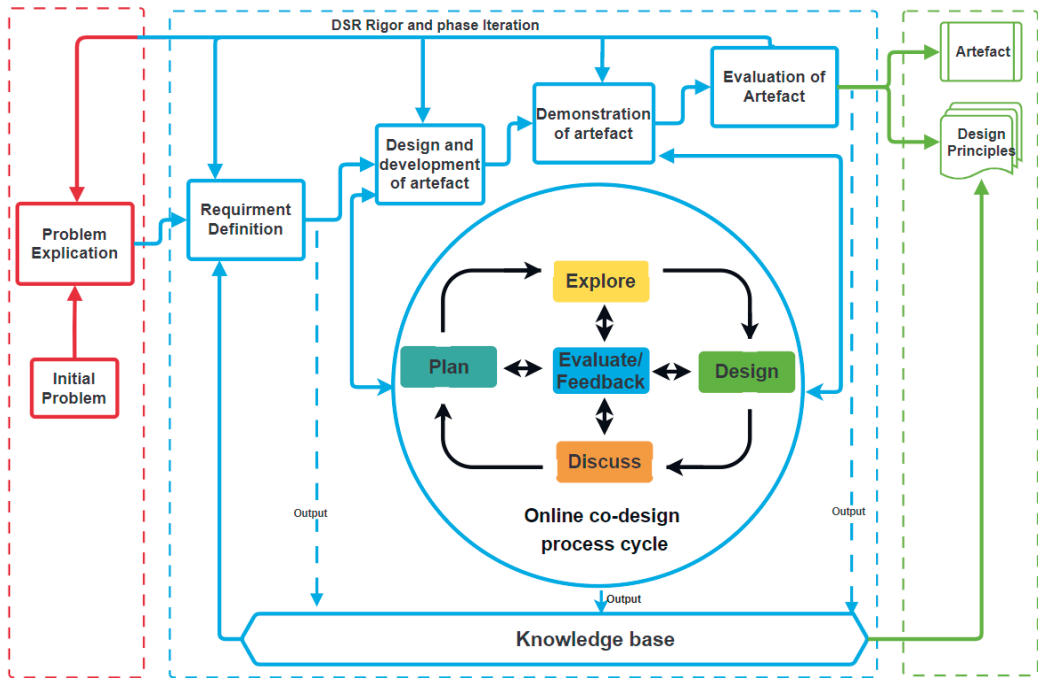 DSR Rigor and phase Iteration
Artefact
Evaluation of
Artefact
Demonstration
of artefact
Design
Principles
Design and
development
of artefact
Requirment
Definition
Problem
Explication
Initial
Problem
Explore
Plan
Evaluate/
Feedback
Design
Discuss
Online co-design
process cycle
Output
Output
Output
Knowledge base